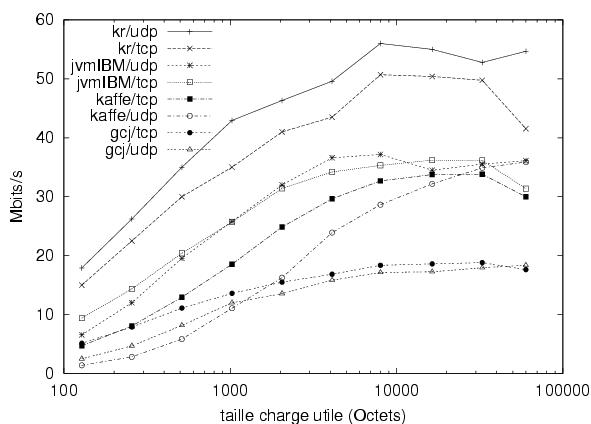 60
50
40
30
20
10
0
Mbits/s
kr/udp
kr/tcp
jvmIBM/udp
jvmIBM/tcp
kaffe/tcp
kaffe/udp
gcj/tcp
gcj/udp
100 1000 10000 100000
taille charge utile (Octets)